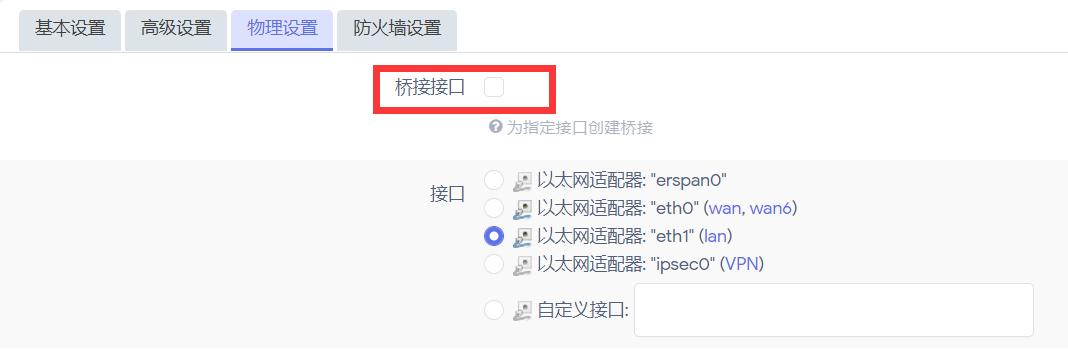 基本设置 高级设置 物理设置 防火墙设置
桥接接口
为指定接口创建桥接
接口 以太网适配器: "erspan0"
以太网适配器: "eth0" (wan, wan6)
以太网适配器: "eth1" (lan)
以太网适配器: "ipsec0" (VPN)
自定义接口: